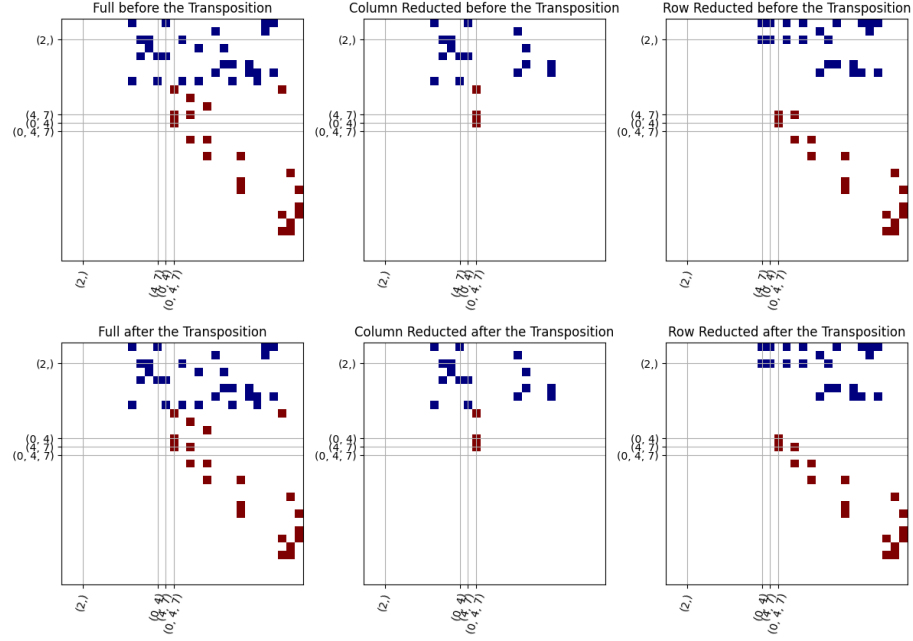 Full before the Transposition
Column Reducted before the Transposition
Row Reducted before the Transposition
(2,)
(4, 7)
(0, 4)
(0, 4, 7)
(2,)
(4, 7)
(0, 4)
(0, 4, 7)
(2,)
(4, 7)
(0, 4)
(0, 4, 7)
(2,)
(4, 7)
(0, 4)
(0, 4, 7)
(2,)
(4, 7)
(0, 4)
(0, 4, 7)
(2,)
(4, 7)
(0, 4)
(0, 4, 7)
Full after the Transposition
Column Reducted after the Transposition
Row Reducted after the Transposition
(2,)
(0, 4)
(4, 7)
(0, 4, 7)
(2,)
(0, 4)
(4, 7)
(0, 4, 7)
(2,)
(0, 4)
(4, 7)
(0, 4, 7)
(2,)
(0, 4)
(4, 7)
(0, 4, 7)
(2,)
(0, 4)
(4, 7)
(0, 4, 7)
(2,)
(0, 4)
(4, 7)
(0, 4, 7)